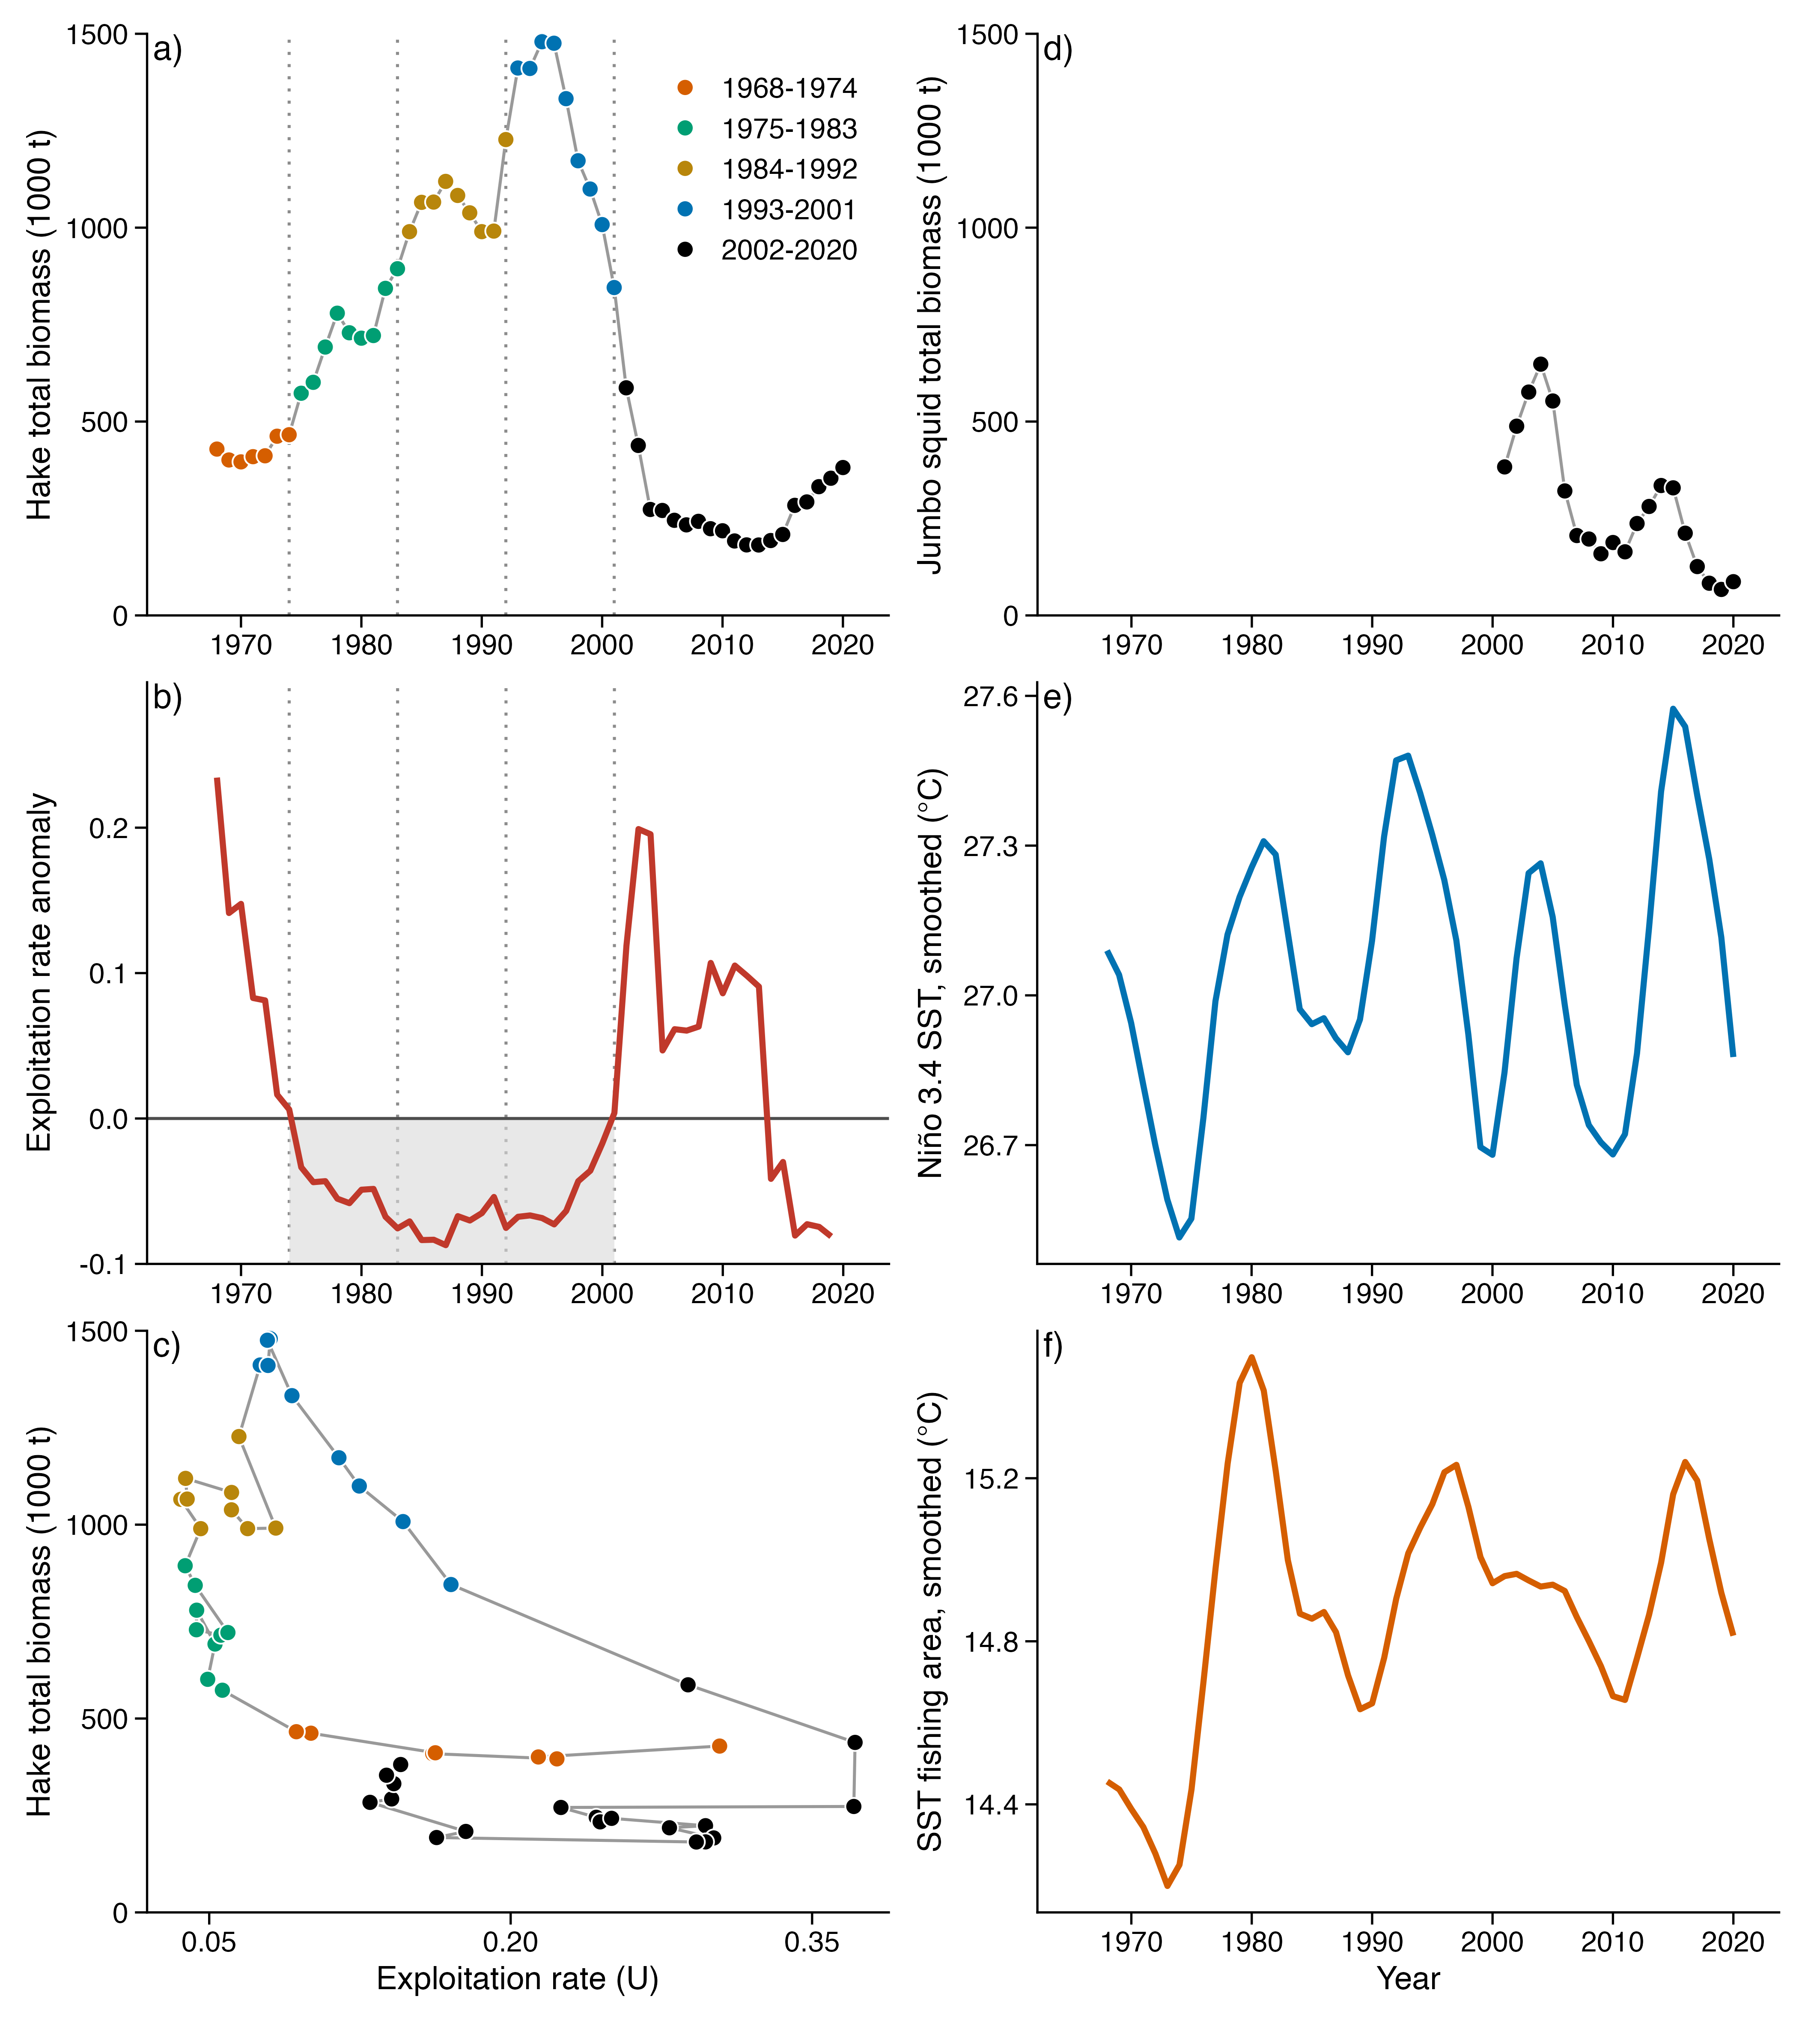 a)
Hake total biomass (1000 t)
1500
1000
500
0
1970 1980 1990 2000 2010 2020
1968-1974
1975-1983
1984-1992
1993-2001
2002-2020
d)
Jumbo squid total biomass (1000 t)
1500
1000
500
0
1970 1980 1990 2000 2010 2020
b)
Exploitation rate anomaly
0.2
0.1
0.0
-0.1
1970 1980 1990 2000 2010 2020
e)
Niño 3.4 SST, smoothed (°C)
27.6
27.3
27.0
26.7
1970 1980 1990 2000 2010 2020
c)
Hake total biomass (1000 t)
1500
1000
500
0
0.05 0.20 0.35
Exploitation rate (U)
f)
SST fishing area, smoothed (°C)
15.2
14.8
14.4
1970 1980 1990 2000 2010 2020
Year